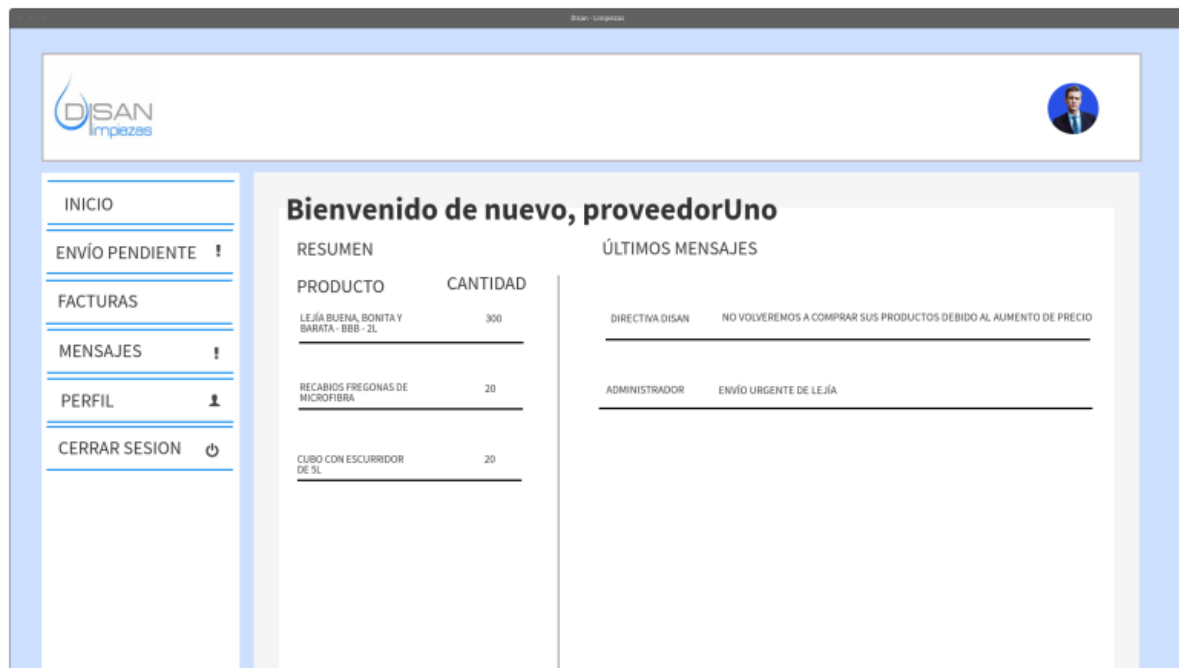 Disan - Limpiezas
DISAN
limpiezas
INICIO
ENVÍO PENDIENTE !
FACTURAS
MENSAJES !
PERFIL
CERRAR SESION
Bienvenido de nuevo, proveedorUno
RESUMEN
PRODUCTO CANTIDAD
LEJÍA BUENA, BONITA Y 300
BARATA - BBB - 2L
RECABIOS FREGONAS DE 20
MICROFIBRA
CUBO CON ESCURRIDOR 20
DE 5L
ÚLTIMOS MENSAJES
DIRECTIVA DISAN NO VOLVEREMOS A COMPRAR SUS PRODUCTOS DEBIDO AL AUMENTO DE PRECIO
ADMINISTRADOR ENVÍO URGENTE DE LEJÍA